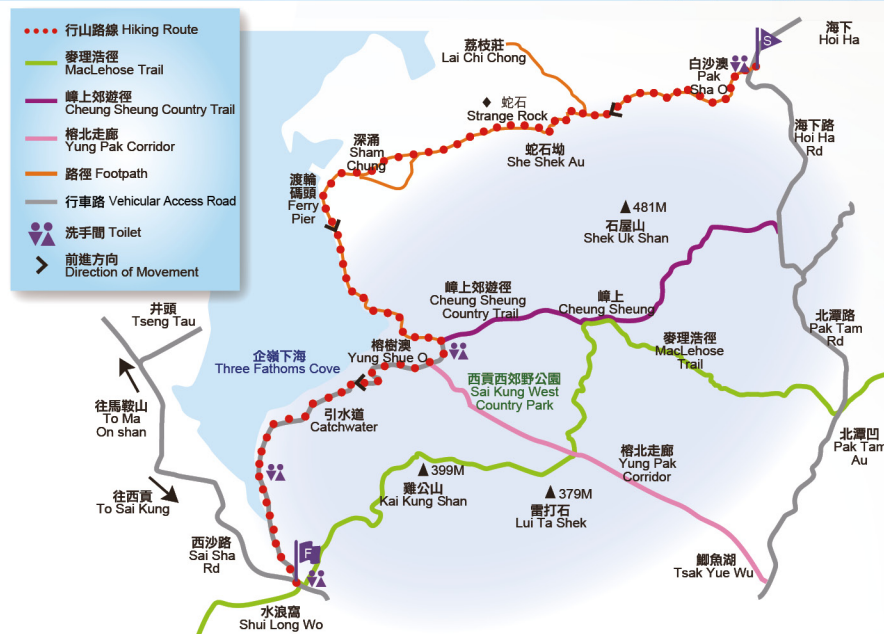 行山路線 Hiking Route
麥理浩徑
MacLehose Trail
嶂上郊遊徑
Cheung Sheung Country Trail
榕北走廊
Yung Pak Corridor
路徑 Footpath
行車路 Vehicular Access Road
洗手間 Toilet
前進方向
Direction of Movement
海下
Hoi Ha
S
荔枝莊
Lai Chi Chong
白沙澳
Pak
Sha O
蛇石
Strange Rock
海下路
Hoi Ha
Rd
深涌
Sham
Chung
蛇石坳
She Shek Au
渡輪
碼頭
Ferry
Pier
481M
石屋山
Shek Uk Shan
嶂上郊遊徑
Cheung Sheung
Country Trail
嶂上
Cheung Sheung
井頭
Tseng Tau
北潭路
Pak Tam
Rd
麥理浩徑
MacLehose
Trail
榕樹澳
Yung Shue O
企嶺下海
Three Fathoms Cove
西貢西郊野公園
Sai Kung West
Country Park
往馬鞍山
To Ma
On shan
引水道
Catchwater
北潭凹
Pak Tam
Au
榕北走廊
Yung Pak
Corridor
399M
雞公山
Kai Kung Shan
379M
雷打石
Lui Ta Shek
往西貢
To Sai Kung
西沙路
Sai Sha
Rd
F
鯽魚湖
Tsak Yue Wu
水浪窩
Shui Long Wo